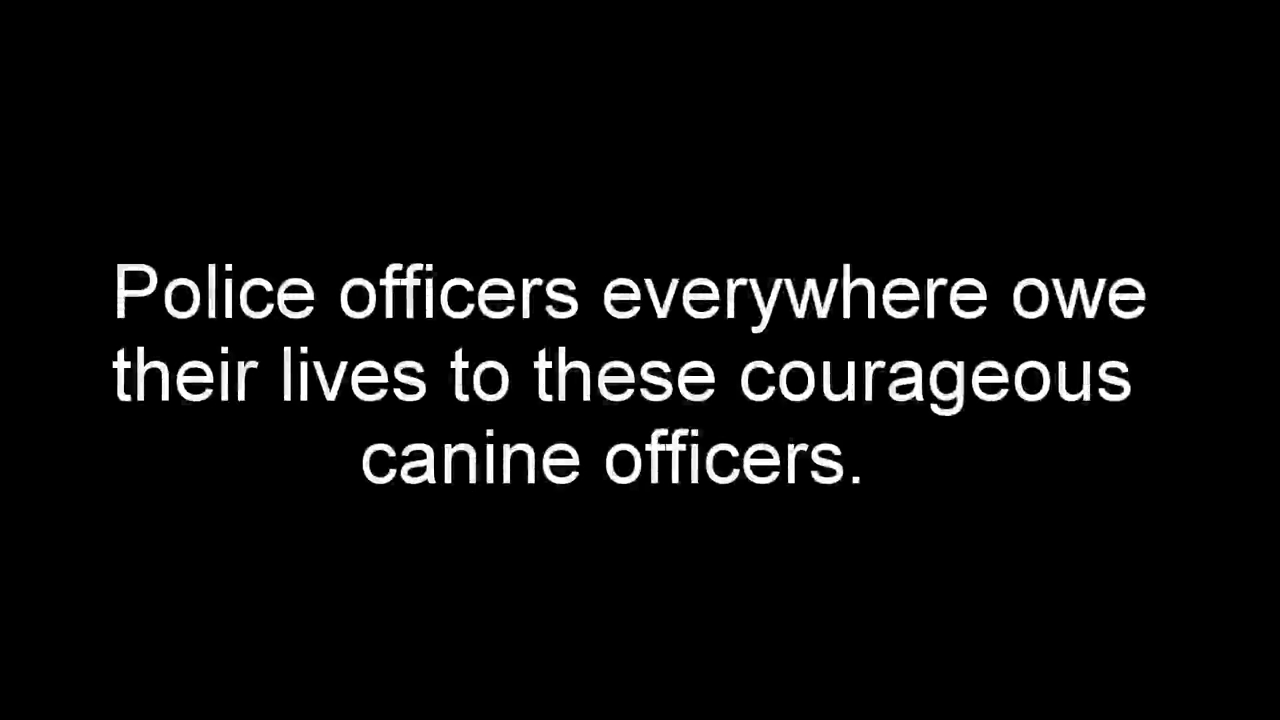 Police officers everywhere owe
their lives to these courageous
canine officers.